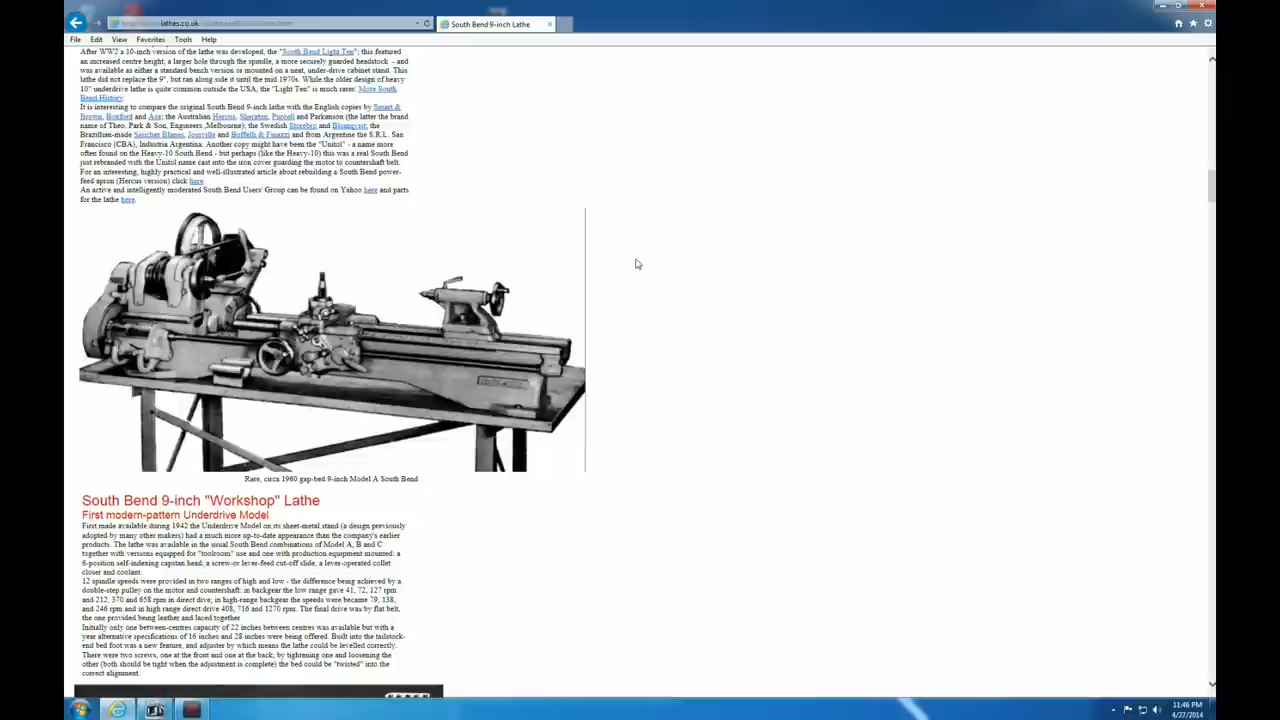 lathes.co.uk
South Bend 9-inch Lathe
File Edit View Favorites Tools Help
After WW2 a 10-inch version of the lathe was developed, the "South Bend Light Ten"; this featured
an increased centre height, a larger hole through the spindle, a more securely guarded headstock - and
was available as either a standard bench version or mounted on a neat, under-drive cabinet stand. This
lathe did not replace the 9", but ran along side it until the mid 1970s. While the older design of heavy
10" underdrive lathe is quite common outside the USA, the "Light Ten" is much rarer. More South
Bend History
It is interesting to compare the original South Bend 9-inch lathe with the English copies by Smart &
Brown, Boxford and Ace; the Australian Hercus, Sheraton, Purcell and Parkanson (the latter the brand
name of Theo. Park & Son, Engineers ,Melbourne); the Swedish Storebro and Blomqvist; the
Brazillian-made Sanches Blanes, Joinville and Boffelli & Finazzi and from Argentine the S.R.L. San
Francisco (CBA), Industria Argentina. Another copy might have been the "Unitol" - a name more
often found on the Heavy-10 South Bend - but perhaps (like the Heavy-10) this was a real South Bend
just rebranded with the Unitol name cast into the iron cover guarding the motor to countershaft belt.
For an interesting, highly practical and well-illustrated article about rebuilding a South Bend power-
feed apron (Hercus version) click here.
An active and intelligently moderated South Bend Users' Group can be found on Yahoo here and parts
for the lathe here.
Rare, circa 1960 gap-bed 9-inch Model A South Bend
South Bend 9-inch "Workshop" Lathe
First modern-pattern Underdrive Model
First made available during 1942 the Underdrive Model on its sheet-metal stand (a design previously
adopted by many other makers) had a much more up-to-date appearance than the company's earlier
products. The lathe was available in the usual South Bend combinations of Model A, B and C
together with versions equipped for "toolroom" use and one with production equipment mounted: a
6-position self-indexing capstan head, a screw-or lever-feed cut-off slide, a lever-operated collet
closer and coolant.
12 spindle speeds were provided in two ranges of high and low - the difference being achieved by a
double-step pulley on the motor and countershaft: in backgear the low range gave 41, 72, 127 rpm
and 212, 370 and 658 rpm in direct dive; in high-range backgear the speeds were became 79, 138,
and 246 rpm and in high range direct drive 408, 716 and 1270 rpm. The final drive was by flat belt,
the one provided being leather and laced together
Initially only one between-centres capacity of 22 inches between centres was available but with a
year alternative specifications of 16 inches and 28 inches were being offered. Built into the tailstock-
end bed foot was a new feature, and adjuster by which means the lathe could be levelled correctly.
There were two screws, one at the front and one at the back; by tightening one and loosening the
other (both should be tight when the adjustment is complete) the bed could be "twisted" into the
correct alignment.
11:46 PM
4/27/2014